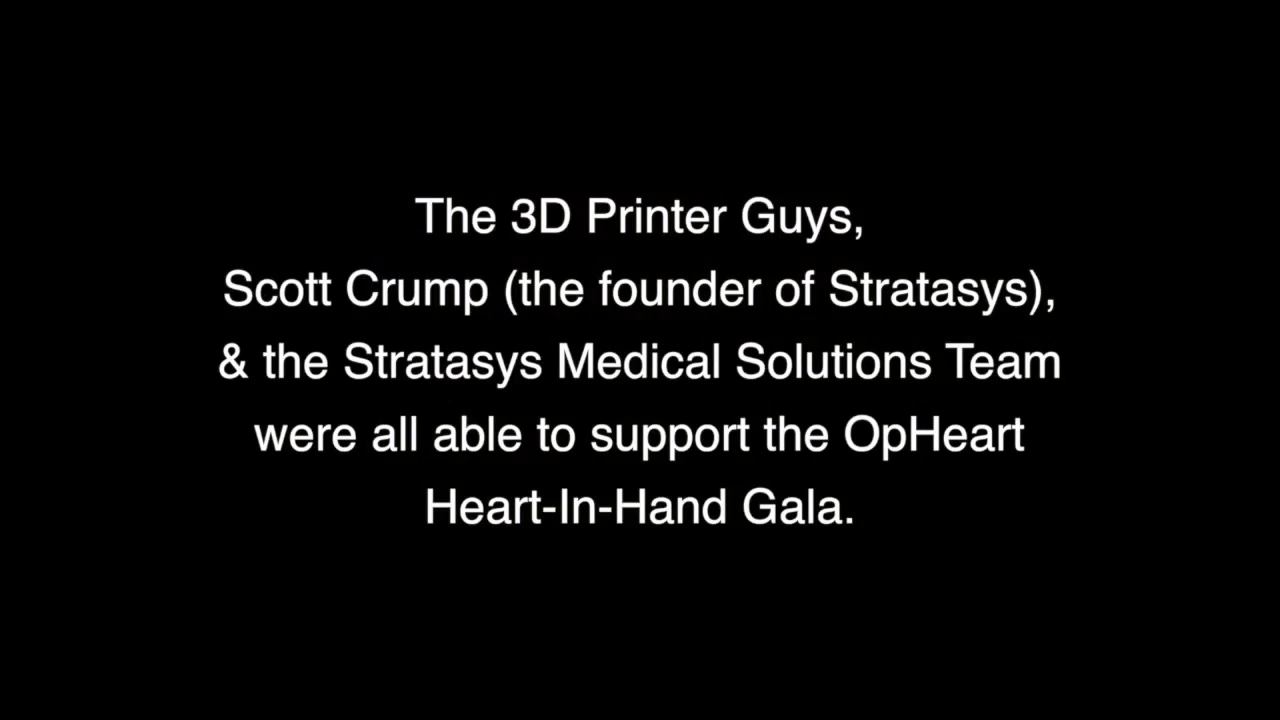 The 3D Printer Guys,
Scott Crump (the founder of Stratasys),
& the Stratasys Medical Solutions Team
were all able to support the OpHeart
Heart-In-Hand Gala.